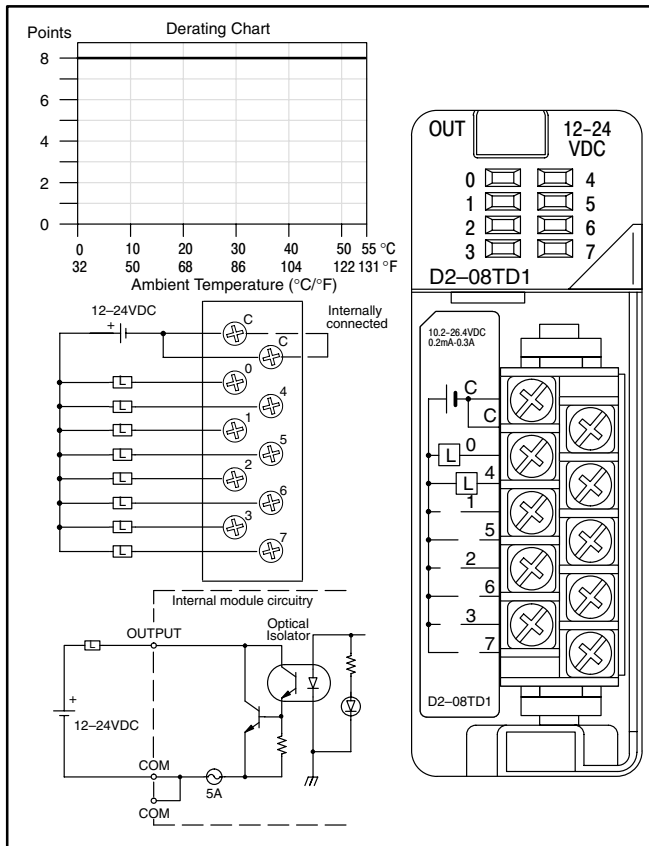 Points
Derating Chart
8
6
4
2
0
0 10 20 30 40 50 55 °C
32 50 68 86 104 122 131 °F
Ambient Temperature (°C/°F)
12–24VDC
+
Internally
connected
C
C
L 0
L 4
L 1
L 5
L 2
L 6
L 3
L 7
Internal module circuitry
Optical
Isolator
OUTPUT
L
+
12–24VDC
COM
5A
COM
OUT 12–24
VDC
0 4
1 5
2 6
3 7
D2–08TD1
10.2–26.4VDC
0.2mA-0.3A
C
C
L 0
L 4
1
5
2
6
3
7
D2–08TD1